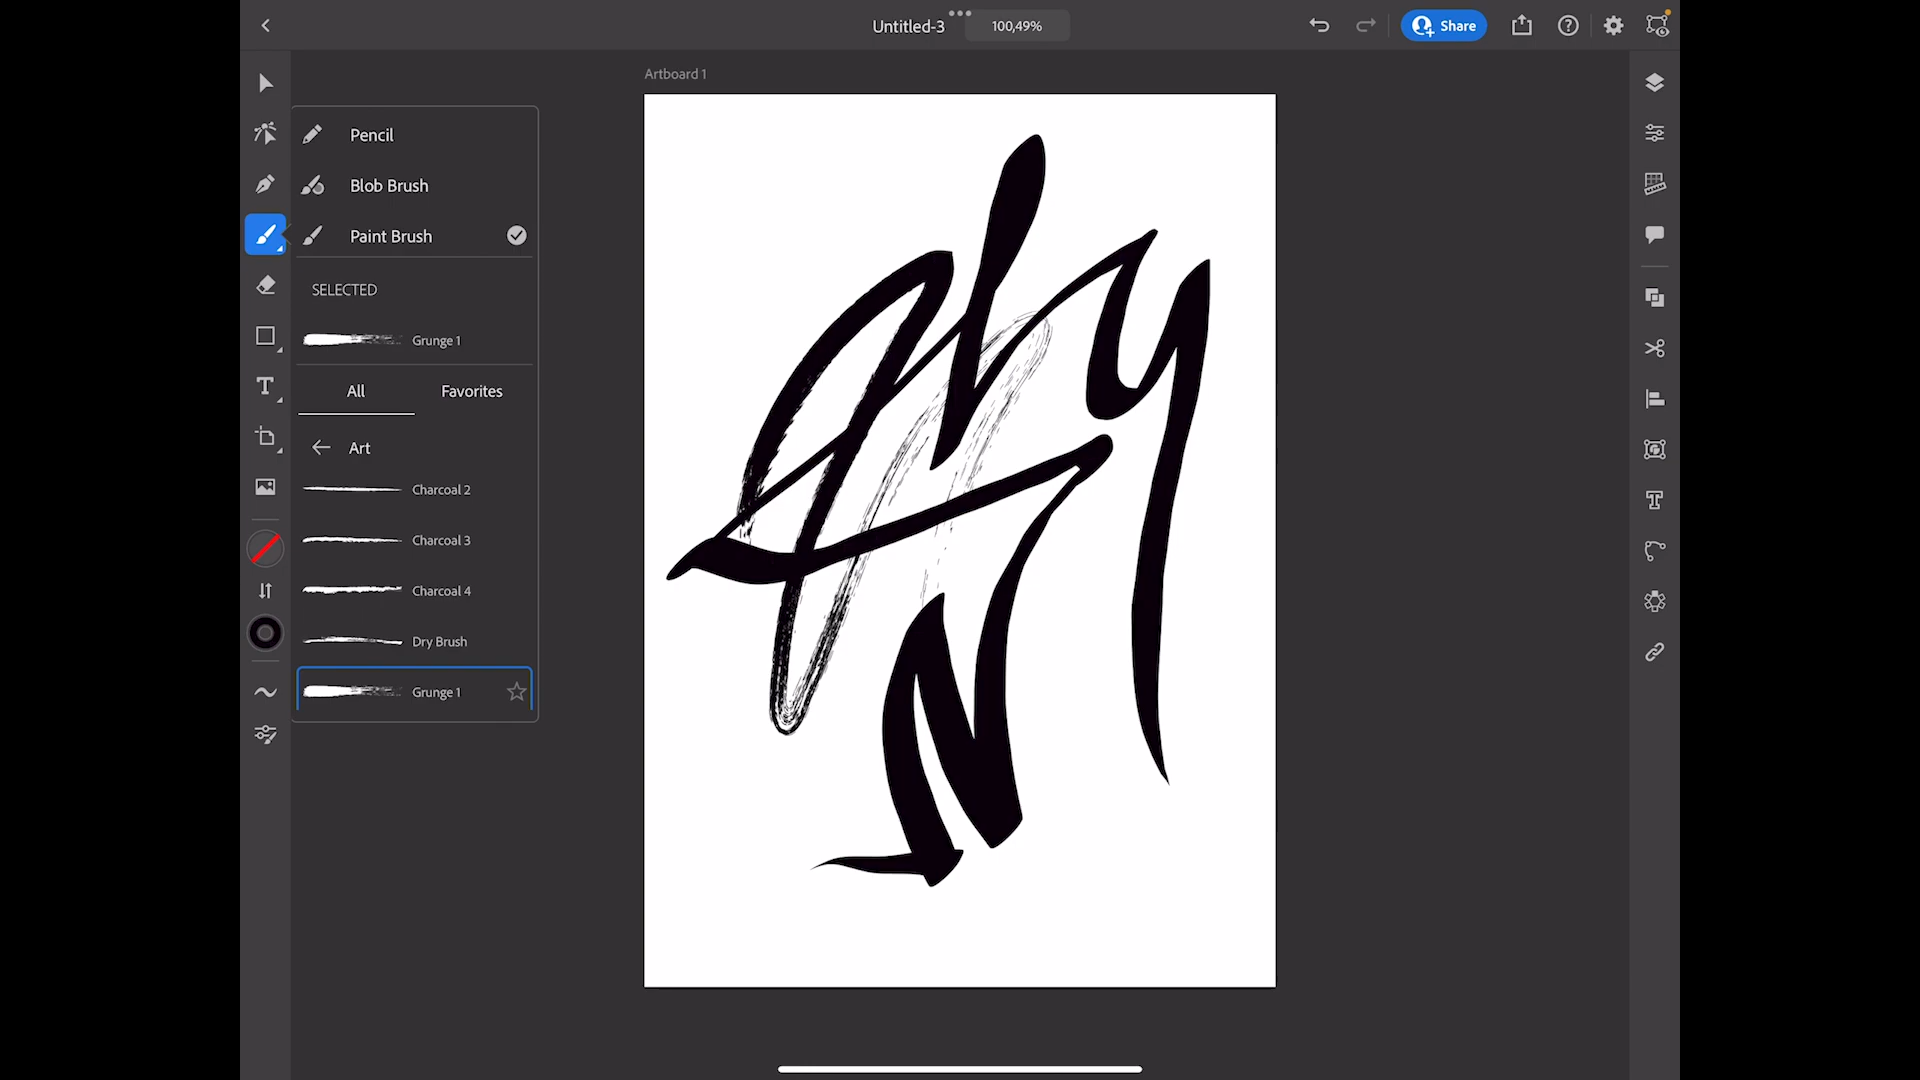 Untitled-3
100,49%
Share
Artboard 1
Pencil
Blob Brush
Paint Brush
SELECTED
Grunge 1
All
Favorites
Art
Charcoal 2
Charcoal 3
Charcoal 4
Dry Brush
Grunge 1